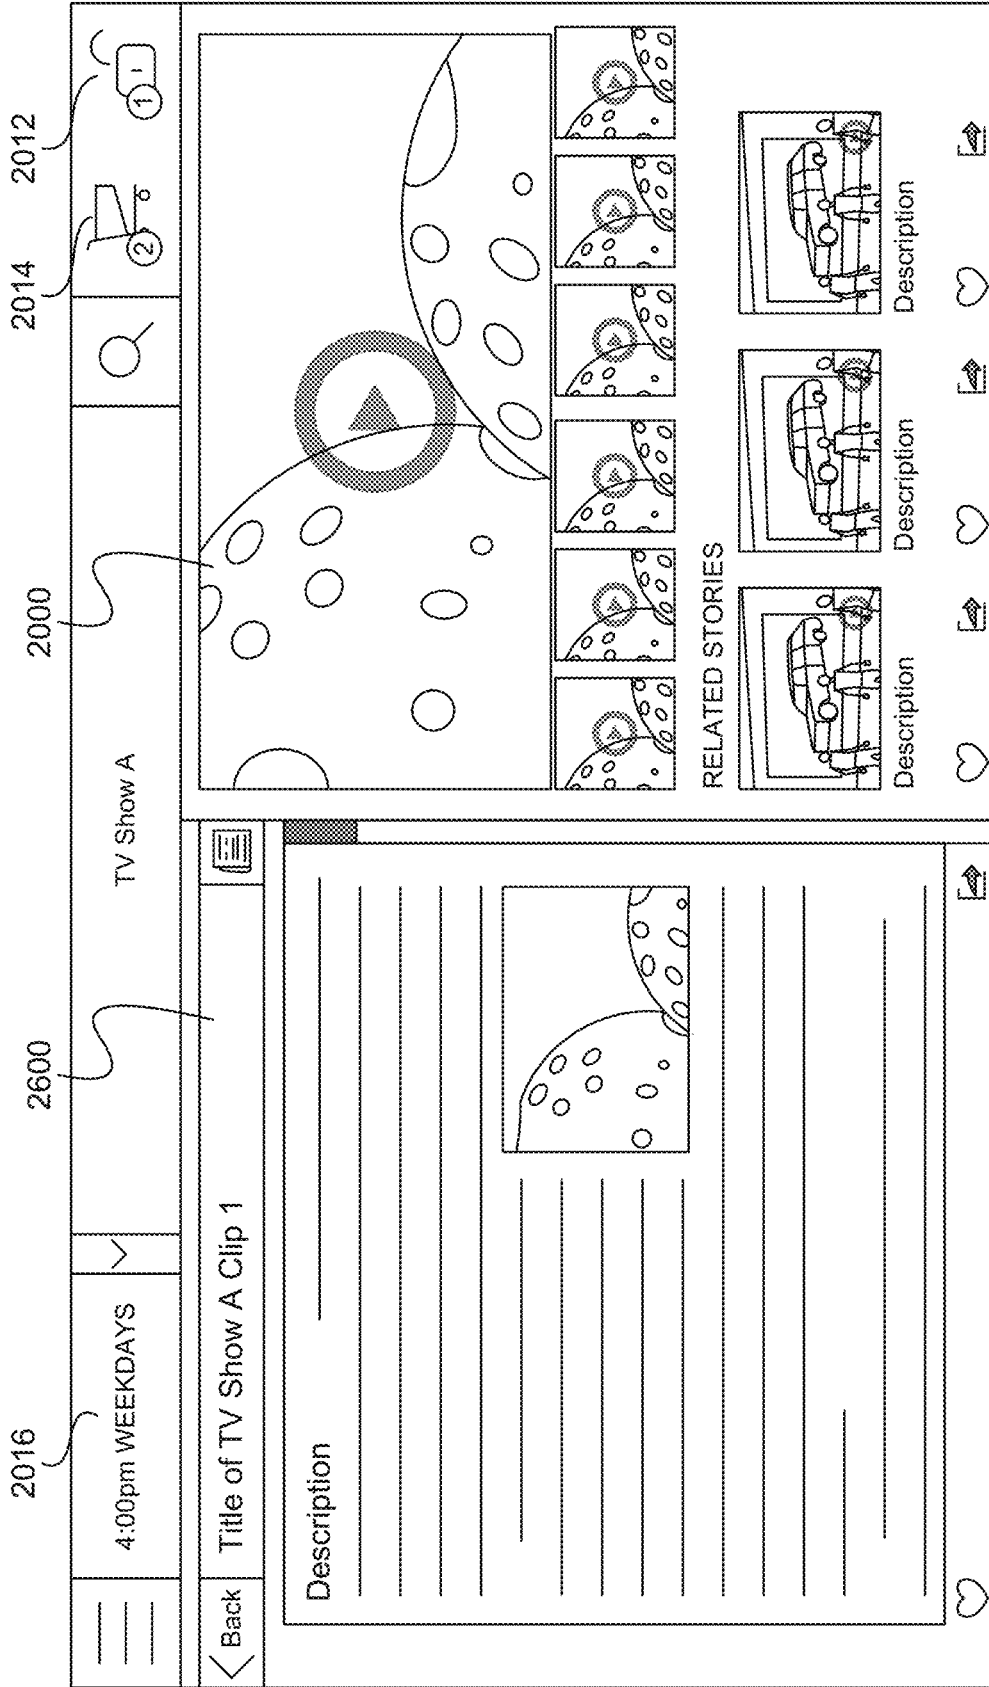 2016
2600
2000
2014
2012
4:00pm WEEKDAYS
TV Show A
2
1
Back
Title of TV Show A Clip 1
Description
RELATED STORIES
Description
Description
Description